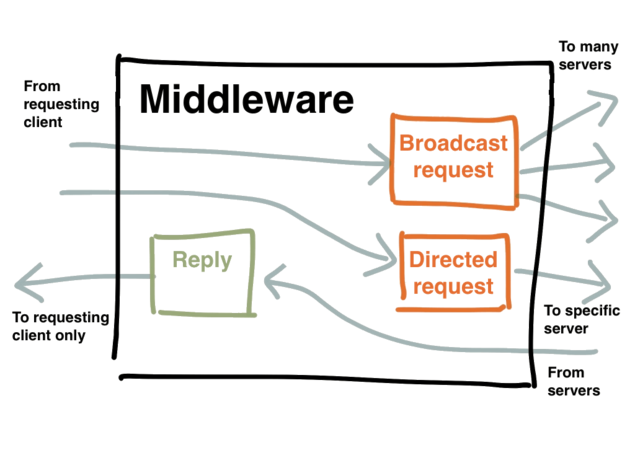 To many
servers
From
requesting
client
Middleware
Broadcast
request
Reply
Directed
request
To requesting
client only
To specific
server
From
servers